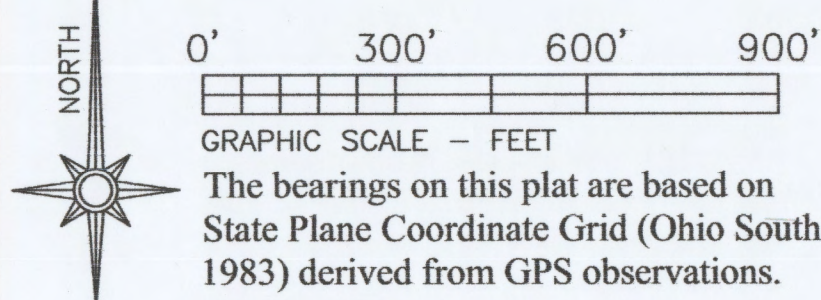 NORTH
0' 300' 600' 900'
GRAPHIC SCALE – FEET
The bearings on this plat are based on
State Plane Coordinate Grid (Ohio South
1983) derived from GPS observations.